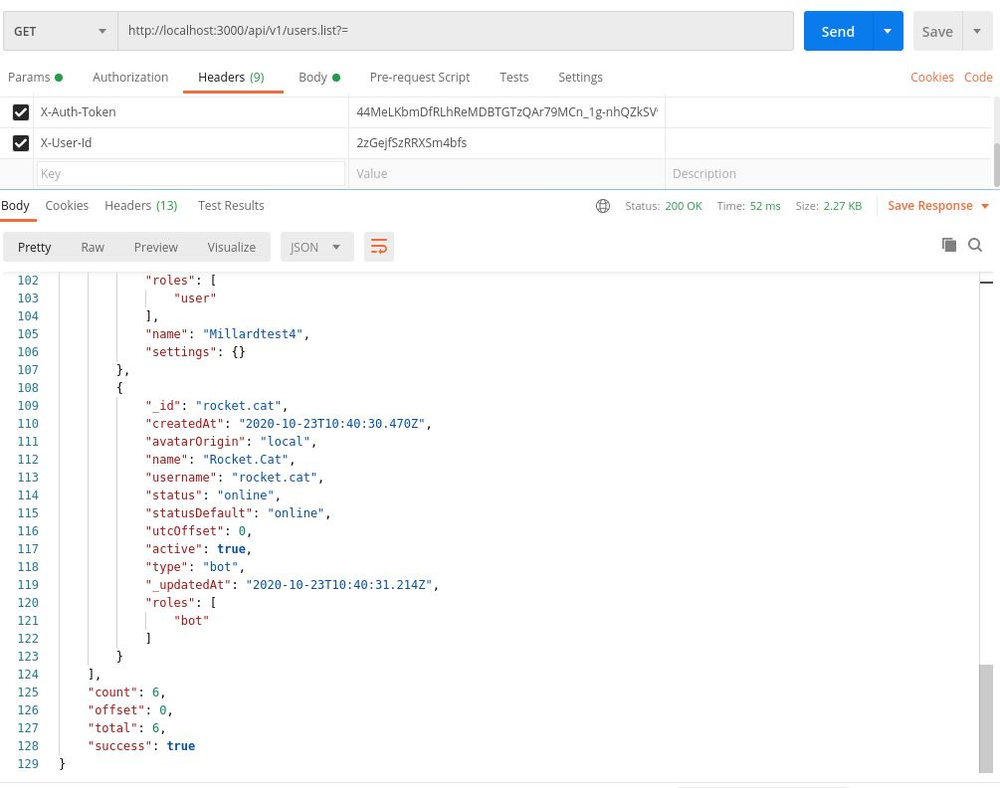 GET http://localhost:3000/api/v1/users.list?= Send Save
Params Authorization Headers (9) Body Pre-request Script Tests Settings Cookies Code
X-Auth-Token 44MeLKbmDfRLhReMDBTGTzQAr79MCn_1g-nhQZkSV
X-User-Id 2zGejfSzRRXSm4bfs
Key Value Description
Body Cookies Headers (13) Test Results Status: 200 OK Time: 52 ms Size: 2.27 KB Save Response
Pretty Raw Preview Visualize JSON
102 "roles": [
103 "user"
104 ],
105 "name": "Millardtest4",
106 "settings": {}
107 },
108 {
109 "_id": "rocket.cat",
110 "createdAt": "2020-10-23T10:40:30.470Z",
111 "avatarOrigin": "local",
112 "name": "Rocket.Cat",
113 "username": "rocket.cat",
114 "status": "online",
115 "statusDefault": "online",
116 "utcOffset": 0,
117 "active": true,
118 "type": "bot",
119 "_updatedAt": "2020-10-23T10:40:31.214Z",
120 "roles": [
121 "bot"
122 ]
123 }
124 ],
125 "count": 6,
126 "offset": 0,
127 "total": 6,
128 "success": true
129 }